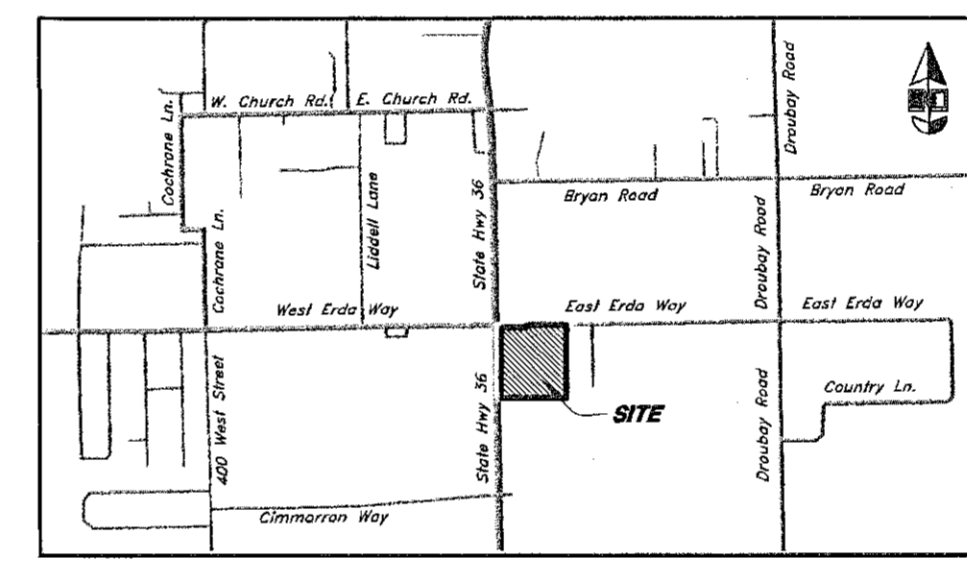 W. Church Rd.
E. Church Rd.
Cochrane Ln.
Cochrane Ln.
Liddell Lane
State Hwy 36
Droubay Road
Bryan Road
Bryan Road
Droubay Road
West Erda Way
East Erda Way
East Erda Way
400 West Street
State Hwy 36
SITE
Droubay Road
Country Ln.
Cimmarron Way